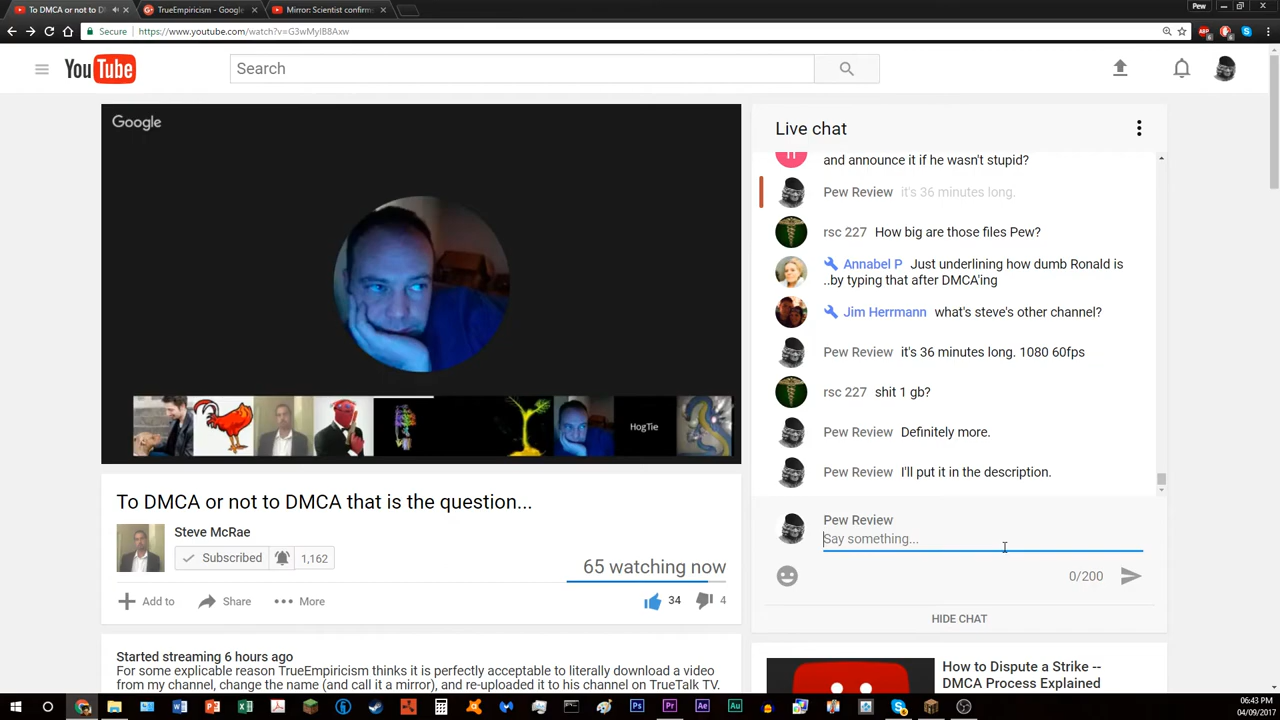 To DMCA or not to D
TrueEmpiricism - Google
Mirror: Scientist confirm
Pew
Secure
https://www.youtube.com/watch?v=G3wMyIB8Axw
YouTube
Search
Google
HogTie
Live chat
and announce it if he wasn't stupid?
Pew Review it's 36 minutes long.
rsc 227 How big are those files Pew?
Annabel P Just underlining how dumb Ronald is
..by typing that after DMCA'ing
Jim Herrmann what's steve's other channel?
Pew Review it's 36 minutes long. 1080 60fps
rsc 227 shit 1 gb?
Pew Review Definitely more.
Pew Review I'll put it in the description.
Pew Review
Say something...
0/200
HIDE CHAT
To DMCA or not to DMCA that is the question...
Steve McRae
Subscribed 1,162
65 watching now
Add to Share More
34 4
Started streaming 6 hours ago
For some explicable reason TrueEmpiricism thinks it is perfectly acceptable to literally download a video
from my channel, change the name (and call it a mirror), and re-uploaded it to his channel on TrueTalk TV.
How to Dispute a Strike --
DMCA Process Explained
06:43 PM
04/09/2017